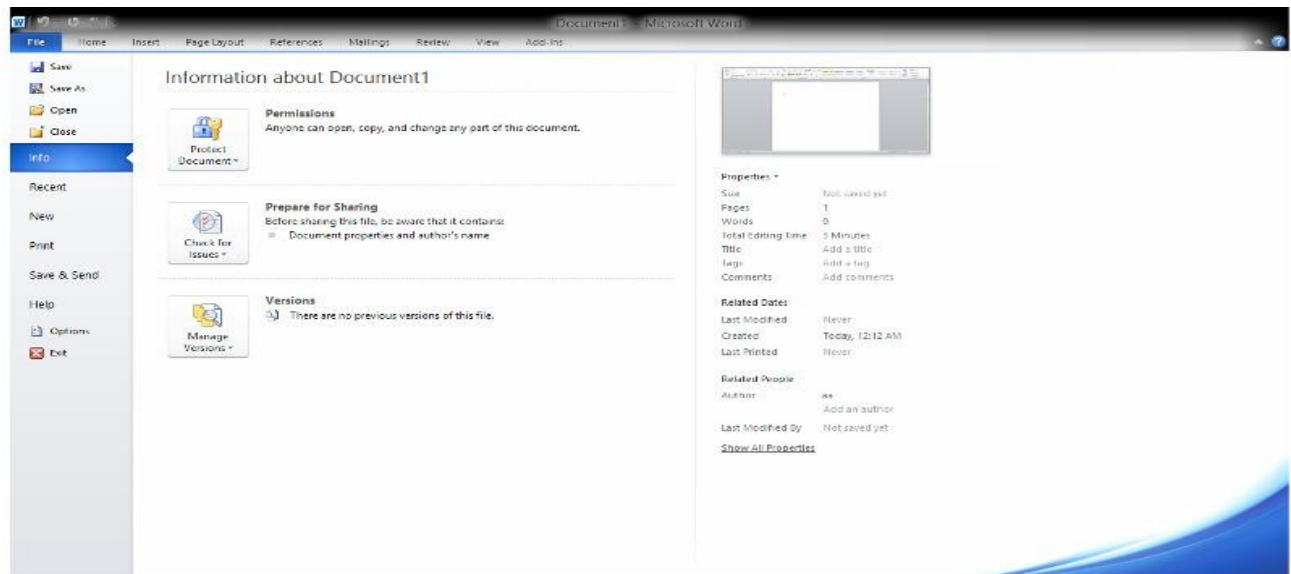 Document1 - Microsoft Word
File Home Insert Page Layout References Mailings Review View Add-Ins
Save
Save As
Open
Close
Info
Recent
New
Print
Save & Send
Help
Options
Exit
Information about Document1
Protect
Document
Permissions
Anyone can open, copy, and change any part of this document.
Check for
Issues
Prepare for Sharing
Before sharing this file, be aware that it contains:
Document properties and author's name
Manage
Versions
Versions
There are no previous versions of this file.
Properties
Size Not saved yet
Pages 1
Words 0
Total Editing Time 3 Minutes
Title Add a title
Tags Add a tag
Comments Add comments
Related Dates
Last Modified Never
Created Today, 12:12 AM
Last Printed Never
Related People
Author aa
Add an author
Last Modified By Not saved yet
Show All Properties